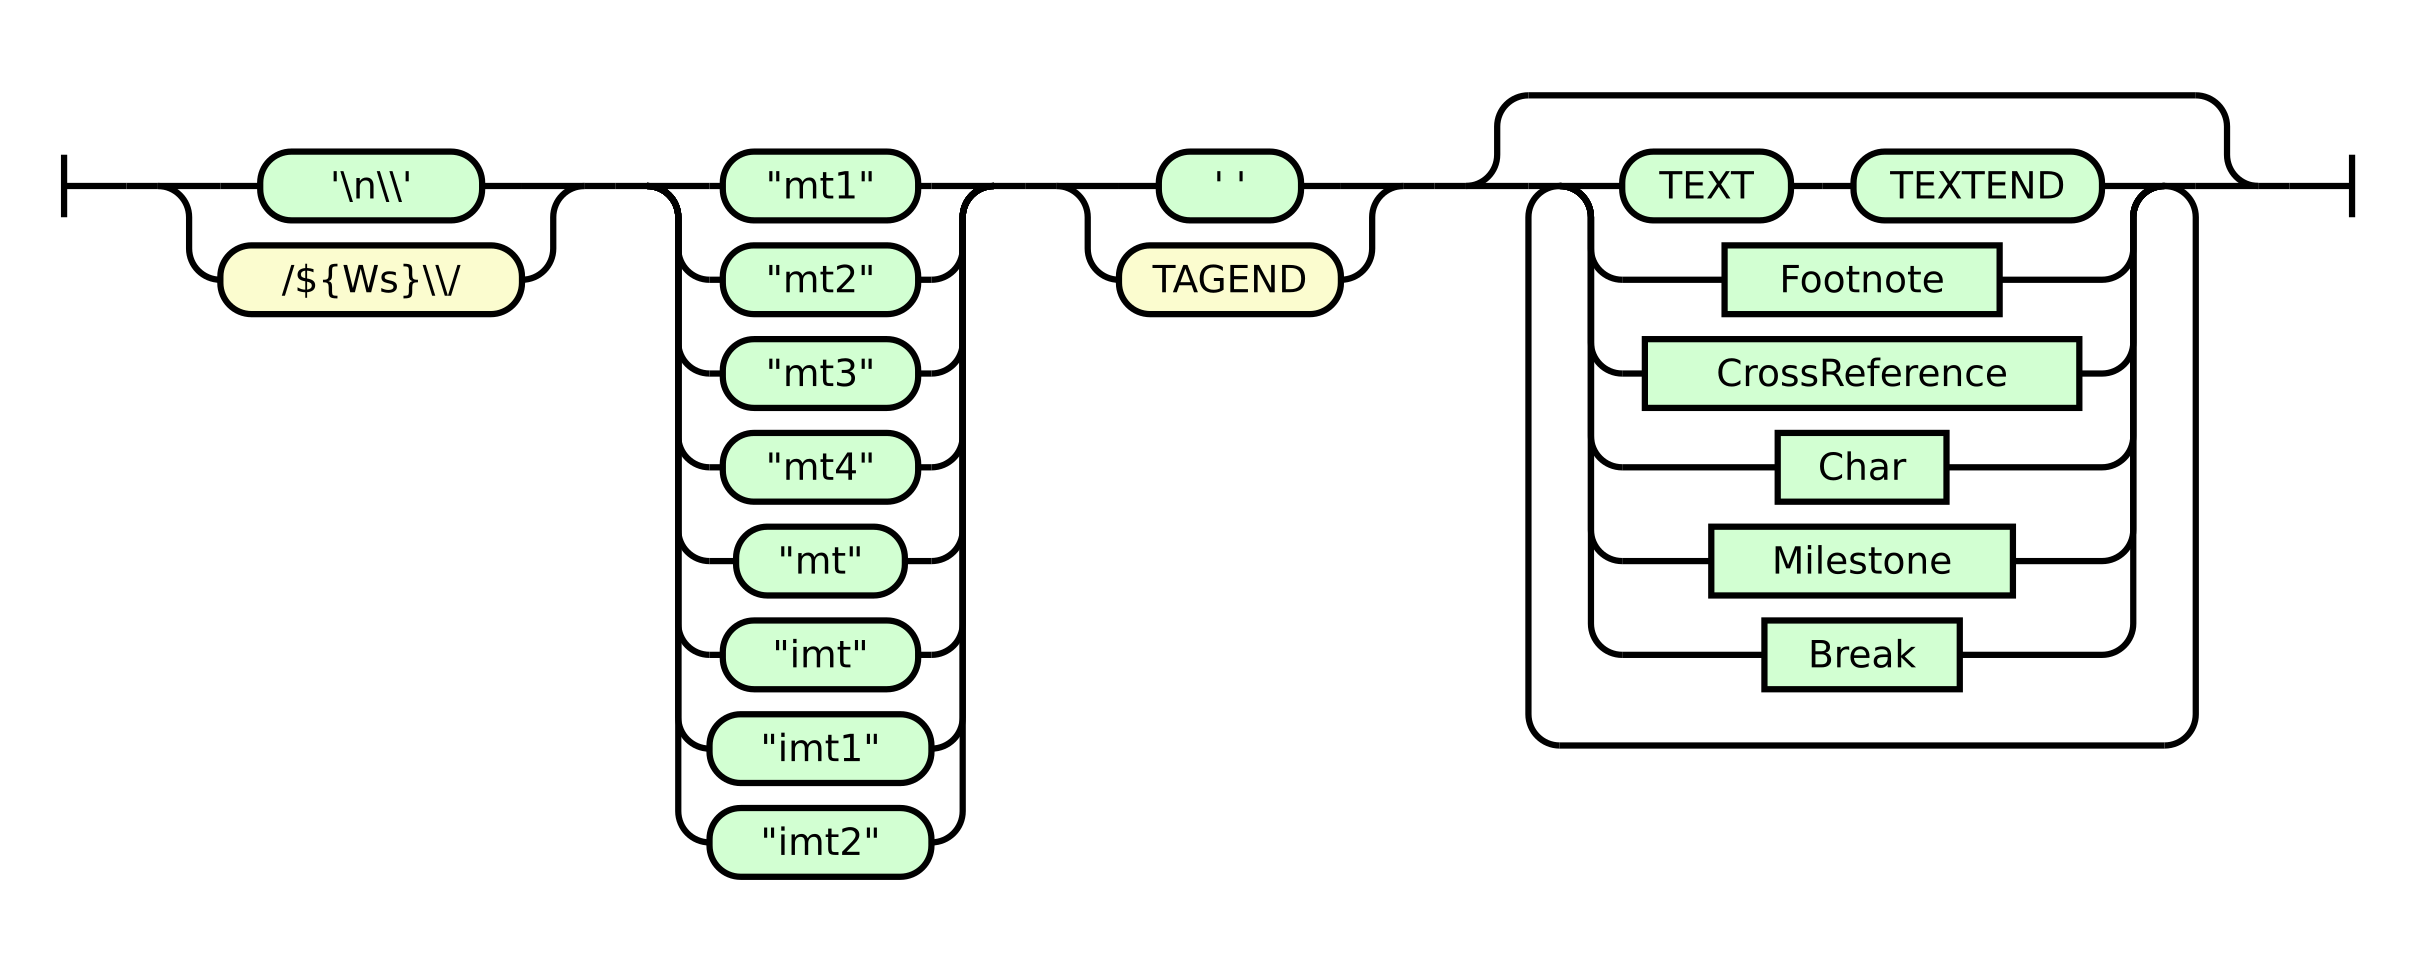 '\n\\'
/${Ws}\\/
"mt1"
"mt2"
"mt3"
"mt4"
"mt"
"imt"
"imt1"
"imt2"
' '
TAGEND
TEXT TEXTEND
Footnote
CrossReference
Char
Milestone
Break